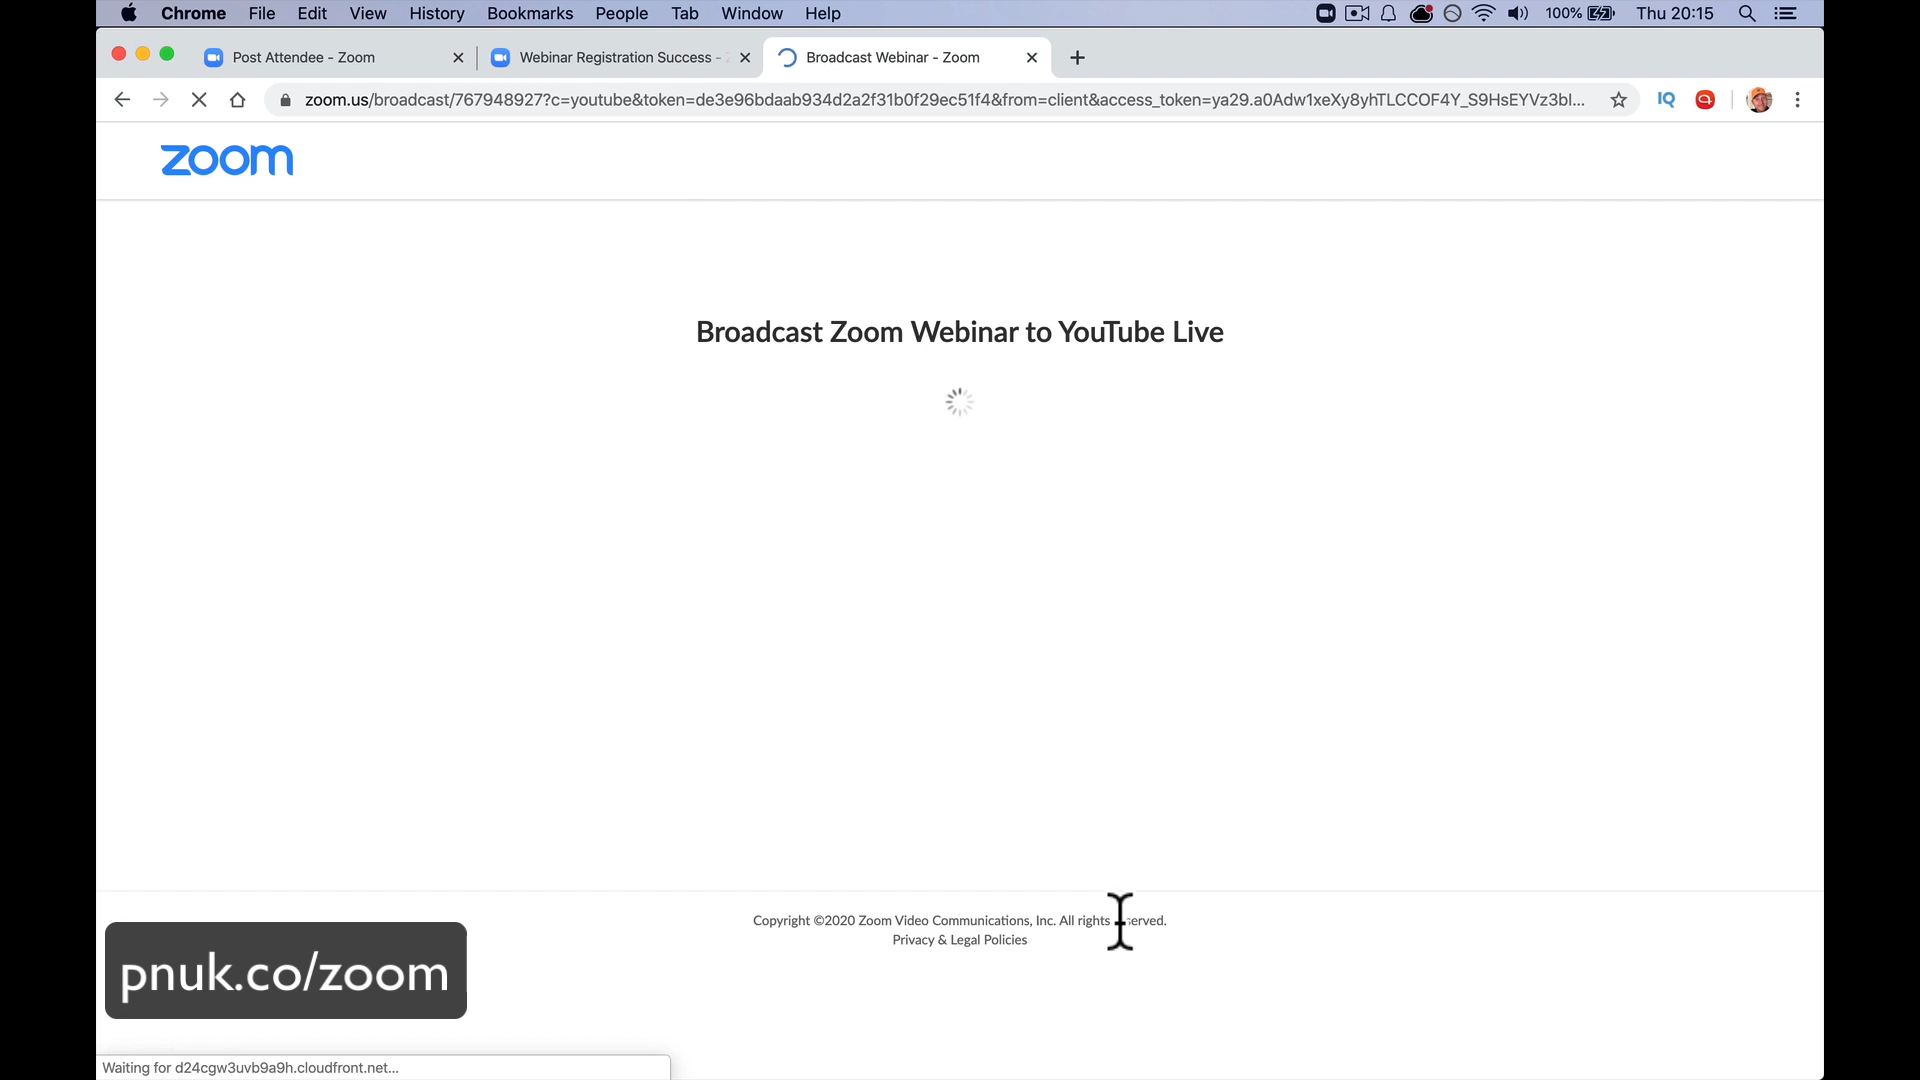 Chrome File Edit View History Bookmarks People Tab Window Help 100% Thu 20:15
Post Attendee - Zoom
Webinar Registration Success -
Broadcast Webinar - Zoom
zoom.us/broadcast/767948927?c=youtube&token=de3e96bdaab934d2a2f31b0f29ec51f4&from=client&access_token=ya29.a0Adw1xeXy8yhTLCCOF4Y_S9HsEYVz3bI...
IQ
zoom
Broadcast Zoom Webinar to YouTube Live
Copyright ©2020 Zoom Video Communications, Inc. All rights
Privacy & Legal Policies
pnuk.co/zoom
Waiting for d24cgw3uvb9a9h.cloudfront.net...